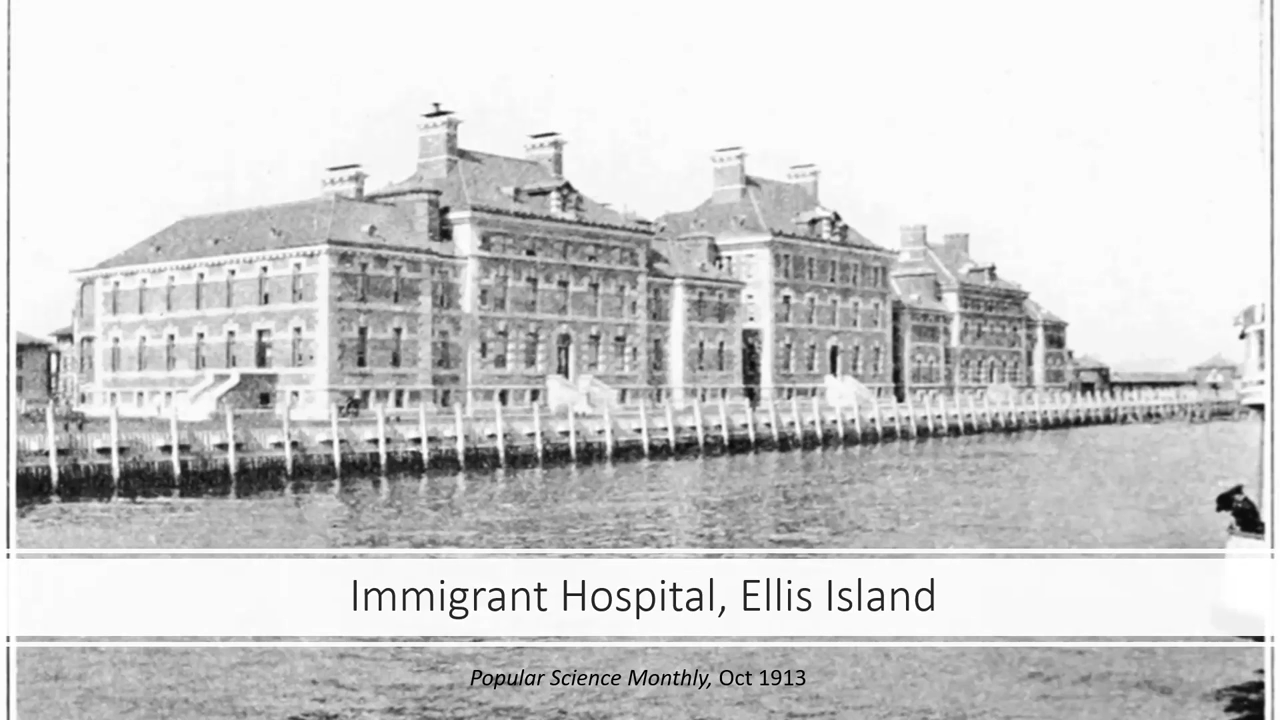 Immigrant Hospital, Ellis Island
Popular Science Monthly, Oct 1913